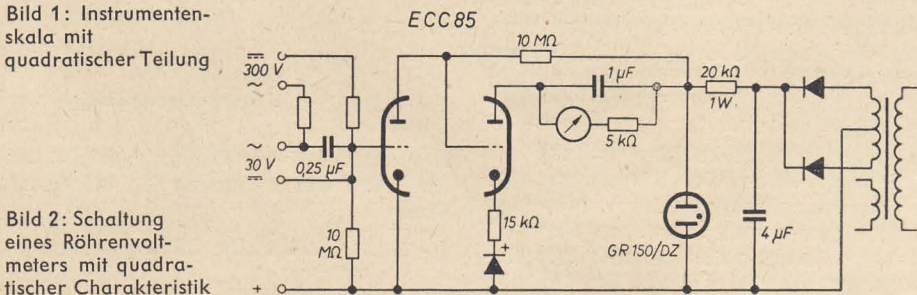 Bild 1: Instrumenten-
skala mit
quadratischer Teilung
Bild 2: Schaltung
eines Röhrenvolt-
meters mit quadra-
tischer Charakteristik
ECC85
300 V
~
~
30 V
0,25 µF
10
MΩ
+
10 MΩ
1 µF
5 kΩ
15 kΩ
+
20 kΩ
1W
GR150/DZ
4 µF